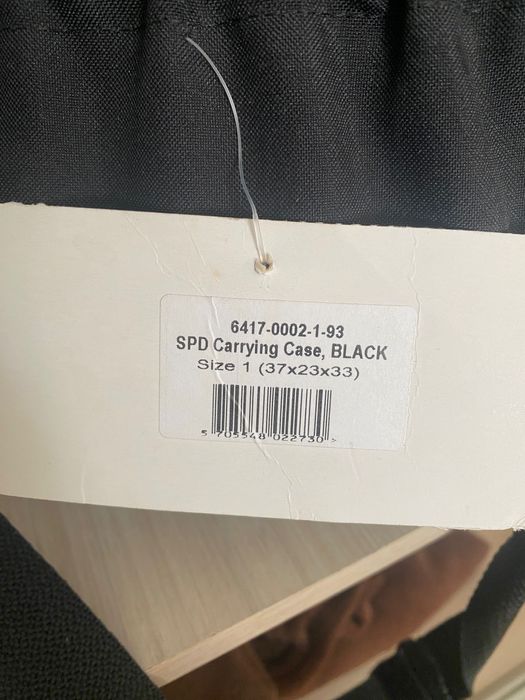 6417-0002-1-93
SPD Carrying Case, BLACK
Size 1 (37x23x33)
5 705548 022730 >